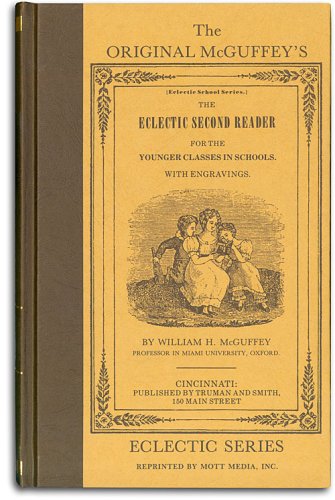 The
ORIGINAL McGUFFEY'S
[Eclectic School Series.]
THE
ECLECTIC SECOND READER
FOR THE
YOUNGER CLASSES IN SCHOOLS.
WITH ENGRAVINGS.
BY WILLIAM H. McGUFFEY
PROFESSOR IN MIAMI UNIVERSITY, OXFORD.
CINCINNATI:
PUBLISHED BY TRUMAN AND SMITH,
150 MAIN STREET
ECLECTIC SERIES
REPRINTED BY MOTT MEDIA, INC.